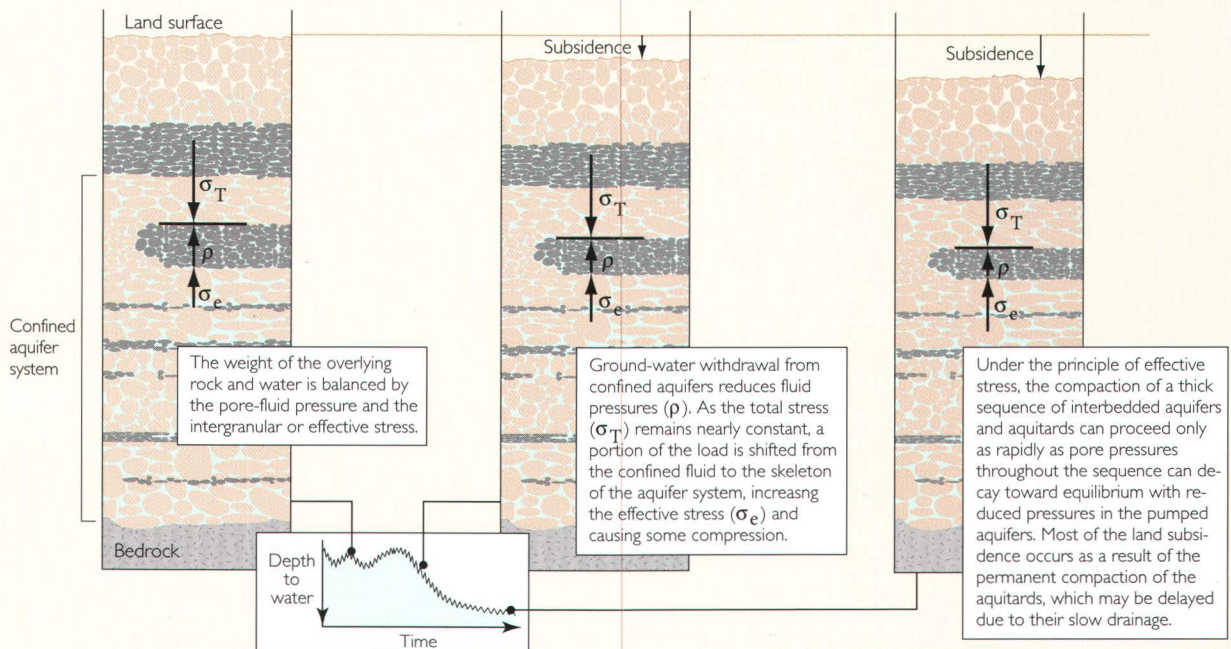 Land surface
Subsidence
Subsidence
σT
ρ
σe
σT
ρ
σe
σT
ρ
σe
Confined
aquifer
system
The weight of the overlying
rock and water is balanced by
the pore-fluid pressure and the
intergranular or effective stress.
Ground-water withdrawal from
confined aquifers reduces fluid
pressures (ρ). As the total stress
(σT) remains nearly constant, a
portion of the load is shifted from
the confined fluid to the skeleton
of the aquifer system, increasng
the effective stress (σe) and
causing some compression.
Under the principle of effective
stress, the compaction of a thick
sequence of interbedded aquifers
and aquitards can proceed only
as rapidly as pore pressures
throughout the sequence can de-
cay toward equilibrium with re-
duced pressures in the pumped
aquifers. Most of the land subsi-
dence occurs as a result of the
permanent compaction of the
aquitards, which may be delayed
due to their slow drainage.
Bedrock
Depth
to
water
Time